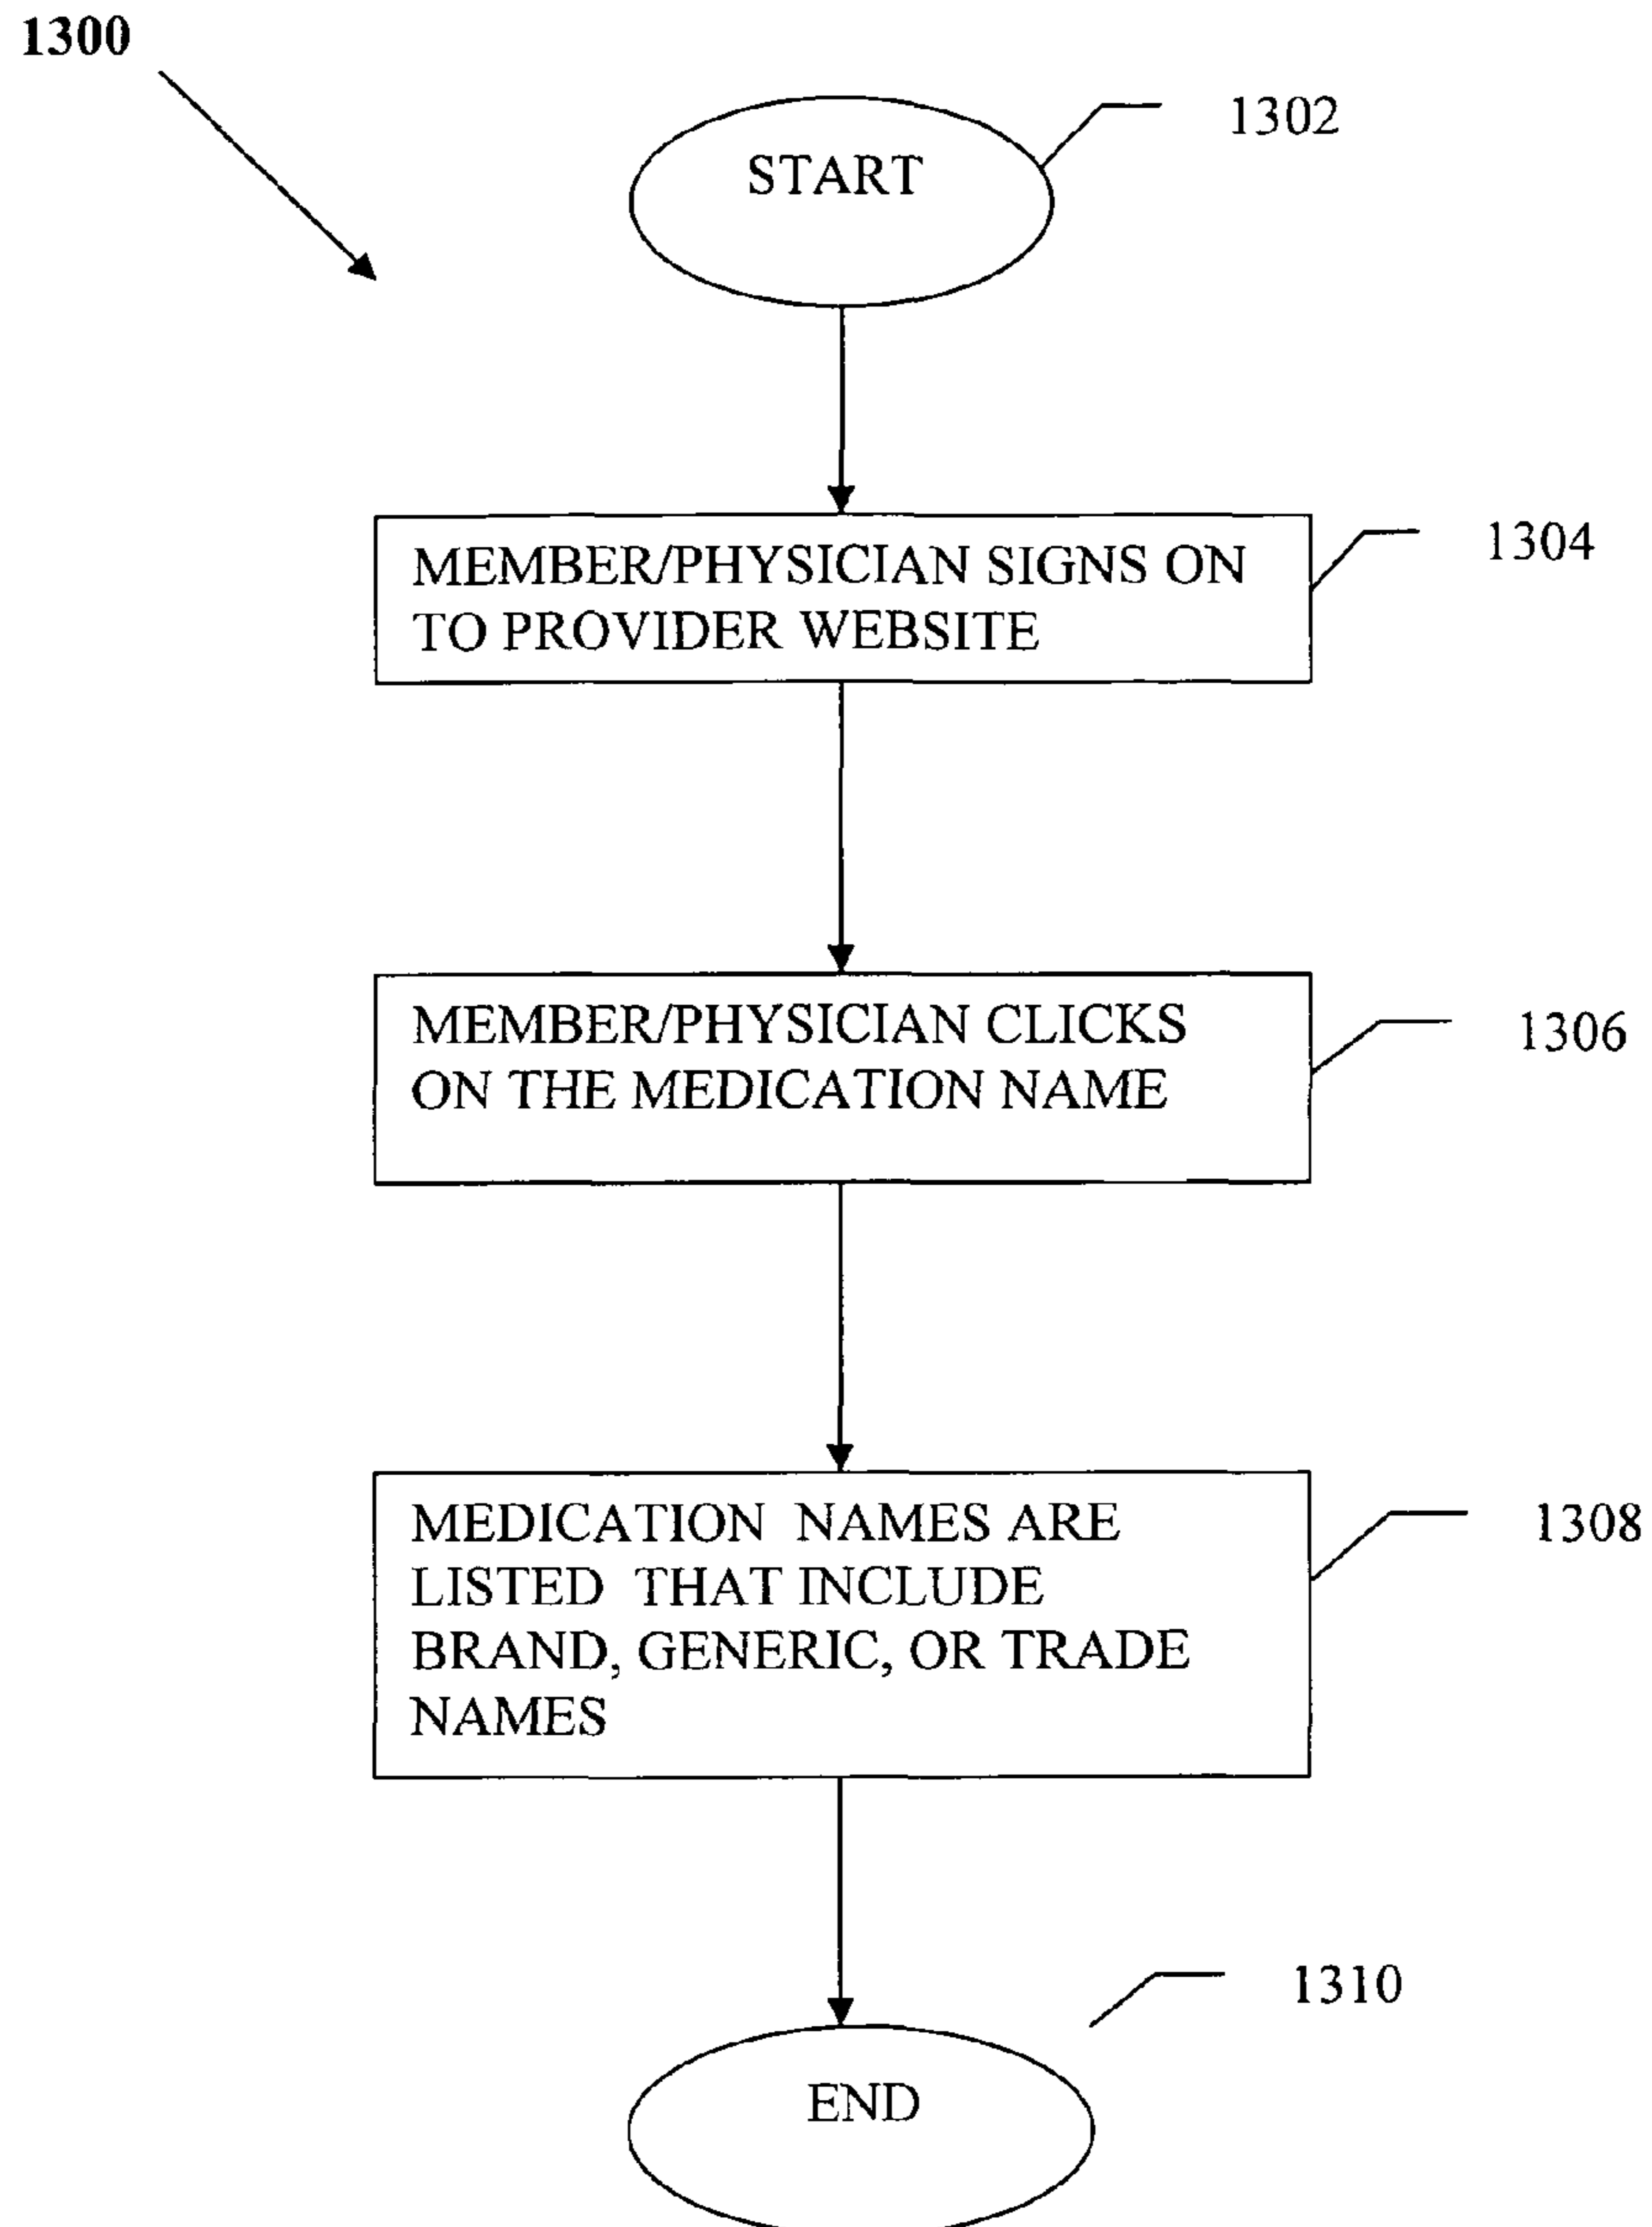 1300
1302
START
1304
MEMBER/PHYSICIAN SIGNS ON
TO PROVIDER WEBSITE
1306
MEMBER/PHYSICIAN CLICKS
ON THE MEDICATION NAME
1308
MEDICATION NAMES ARE
LISTED THAT INCLUDE
BRAND, GENERIC, OR TRADE
NAMES
1310
END